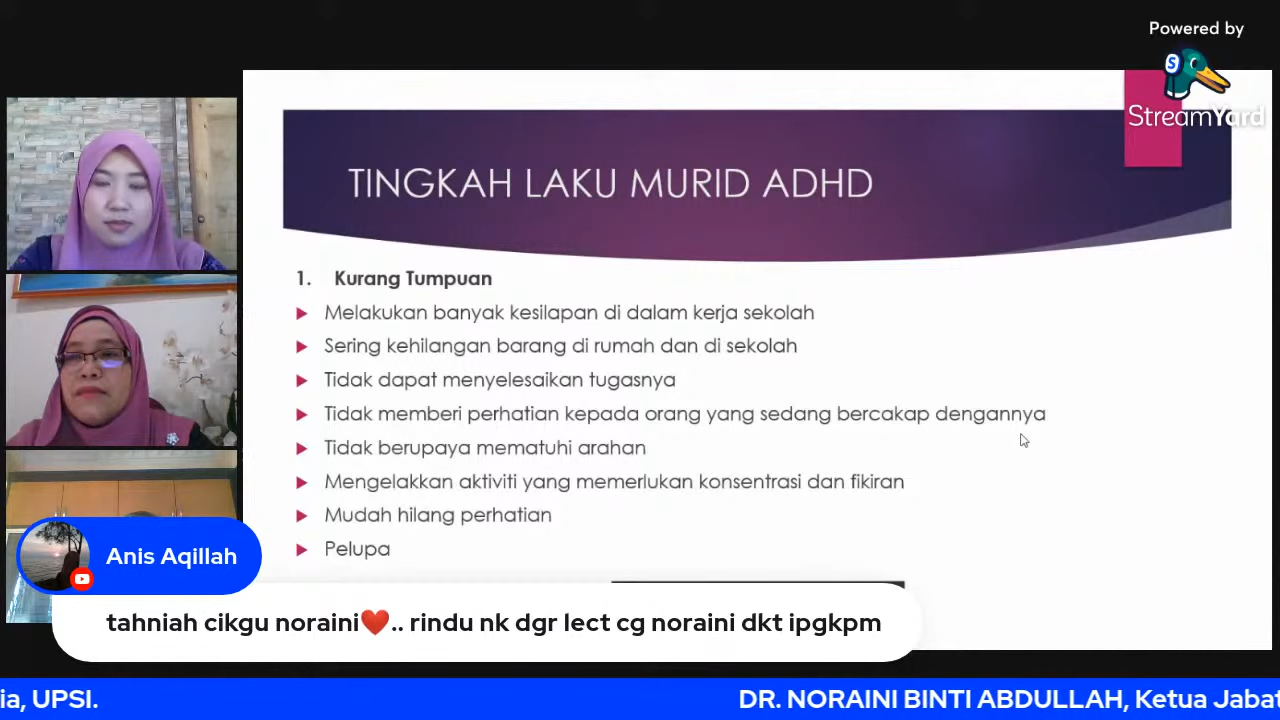 Powered by
StreamYard
TINGKAH LAKU MURID ADHD
1. Kurang Tumpuan
Melakukan banyak kesilapan di dalam kerja sekolah
Sering kehilangan barang di rumah dan di sekolah
Tidak dapat menyelesaikan tugasnya
Tidak memberi perhatian kepada orang yang sedang bercakap dengannya
Tidak berupaya mematuhi arahan
Mengelakkan aktiviti yang memerlukan konsentrasi dan fikiran
Mudah hilang perhatian
Pelupa
Anis Aqillah
tahniah cikgu noraini❤️.. rindu nk dgr lect cg noraini dkt ipgkpm
ia, UPSI. DR. NORAINI BINTI ABDULLAH, Ketua Jabat